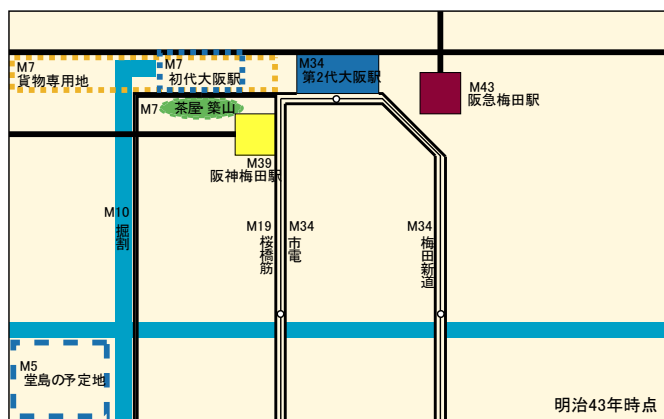 M7
貨物専用地
M7
初代大阪駅
M34
第2代大阪駅
M43
阪急梅田駅
M7
茶屋・築山
M39
阪神梅田駅
M10
掘割
M19
桜橋筋
M34
市電
M34
梅田新道
M5
堂島の予定地
明治43年時点